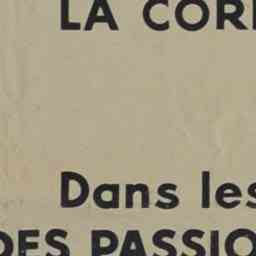 LA COR
Dans les
DES PASSIO